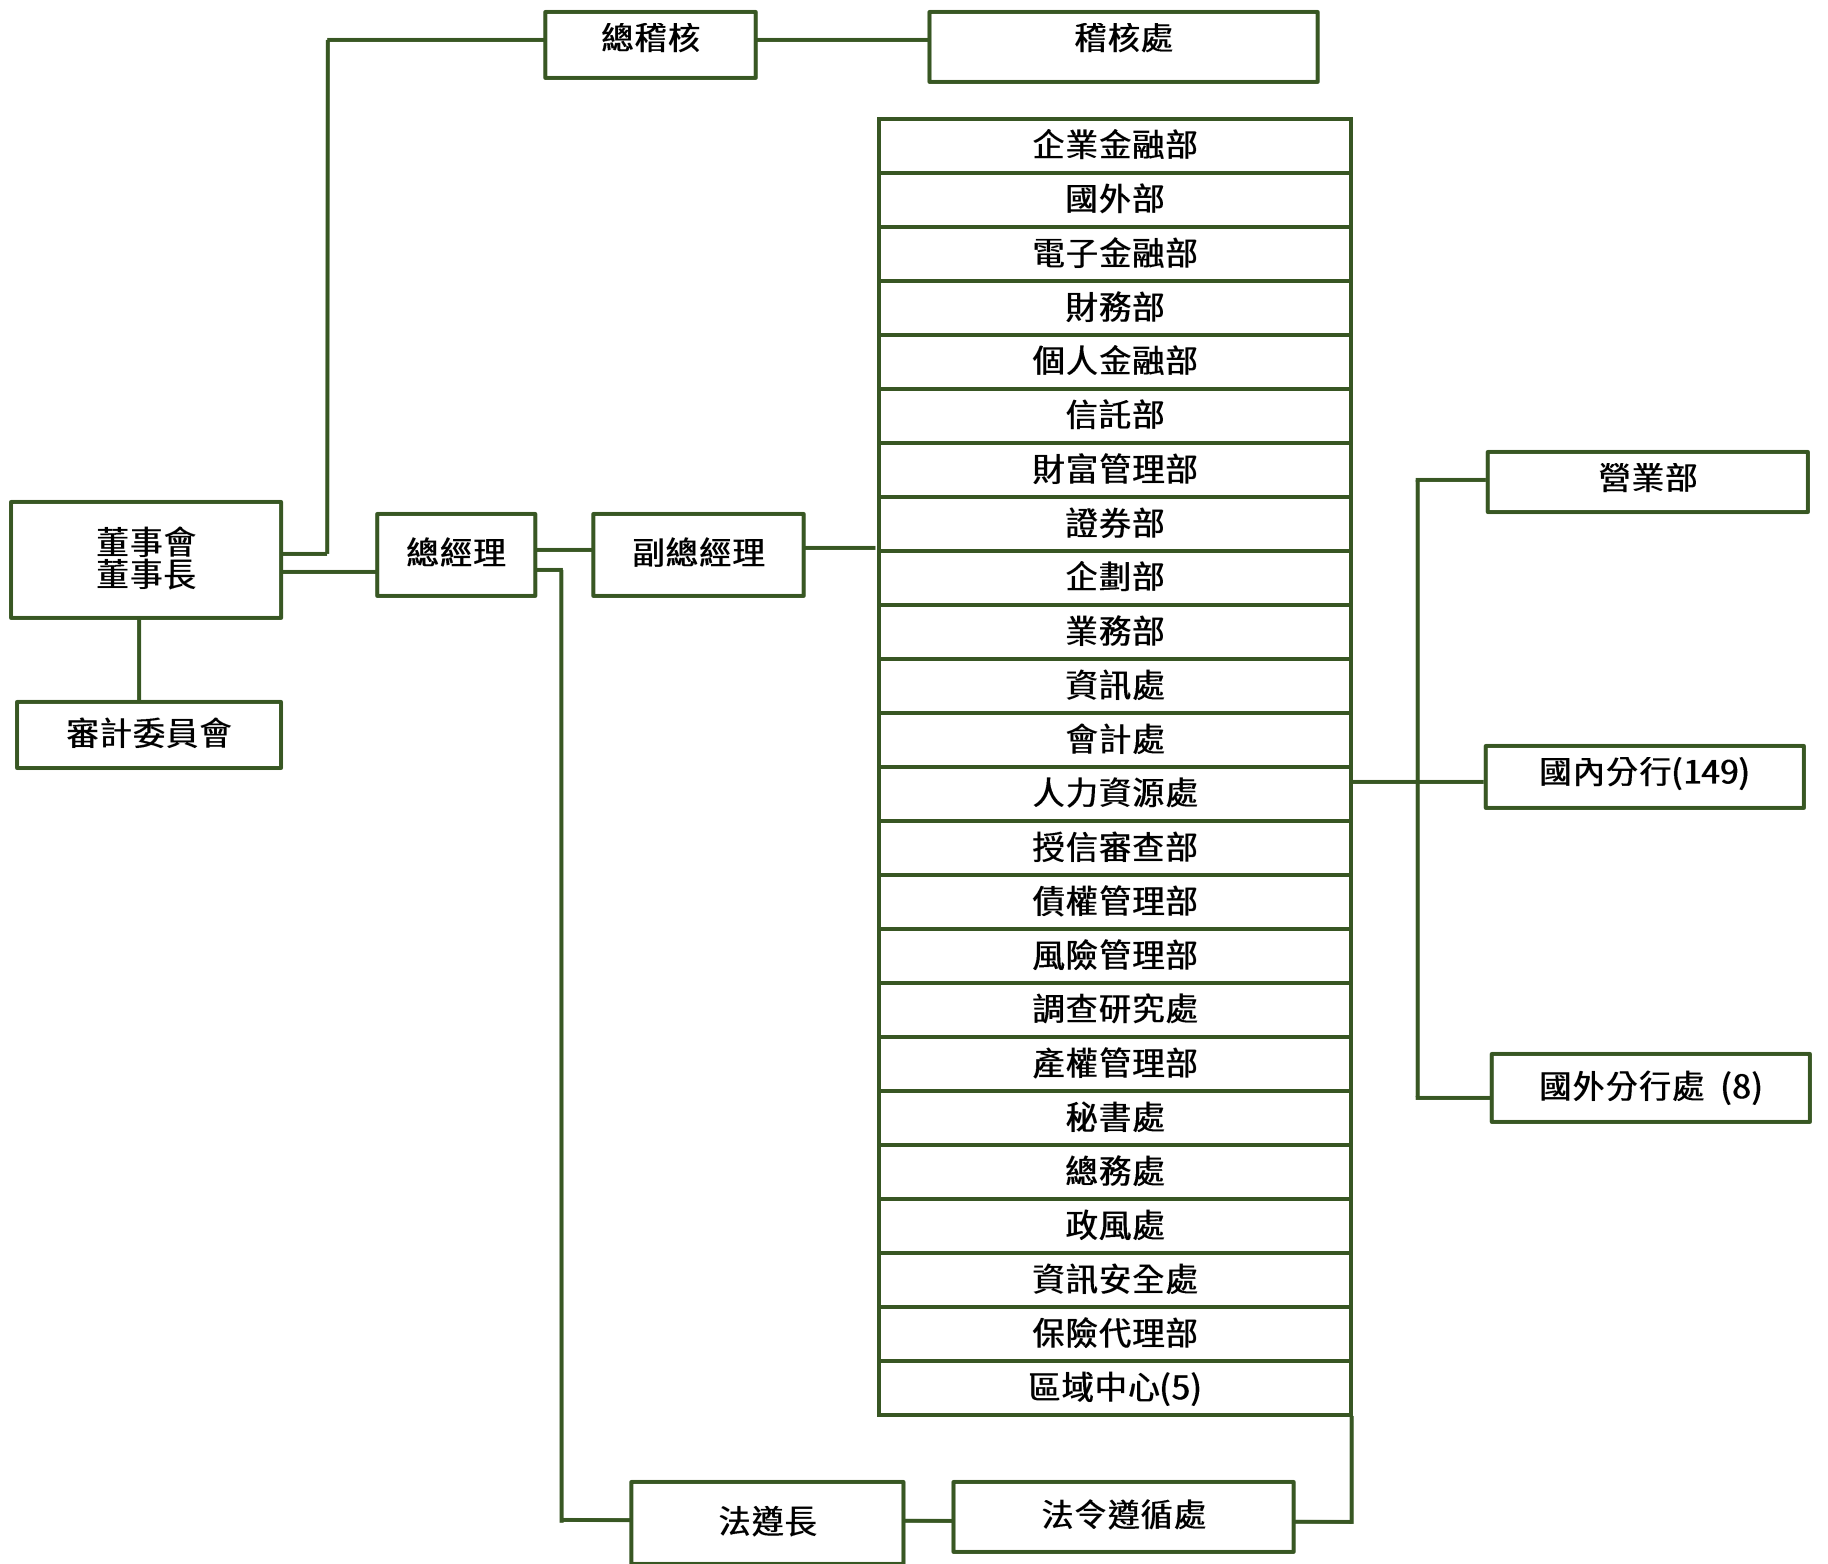 總稽核
稽核處
董事會
董事長
審計委員會
總經理
副總經理
企業金融部
國外部
電子金融部
財務部
個人金融部
信託部
財富管理部
證券部
企劃部
業務部
資訊處
會計處
人力資源處
授信審查部
債權管理部
風險管理部
調查研究處
產權管理部
秘書處
總務處
政風處
資訊安全處
保險代理部
區域中心(5)
營業部
國內分行(149)
國外分行處 (8)
法遵長
法令遵循處